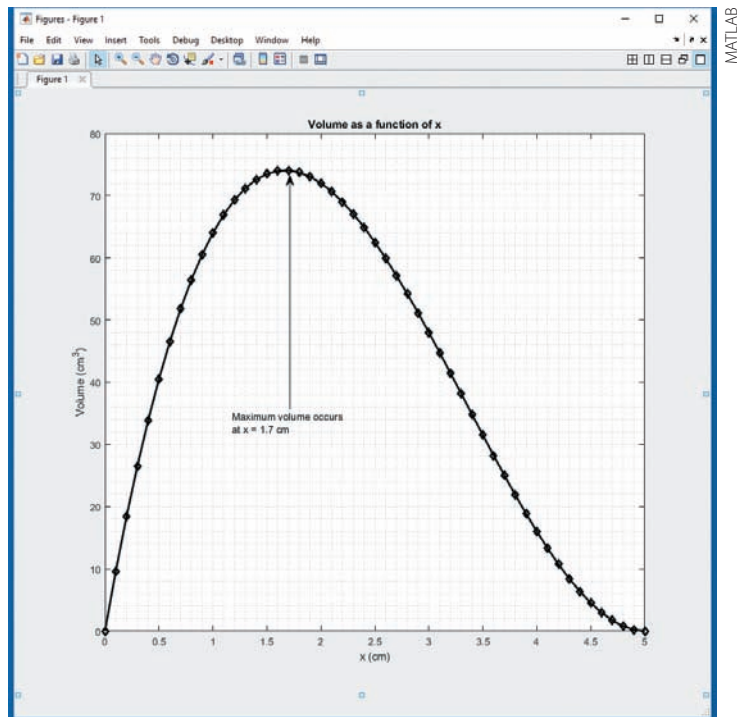 Figures - Figure 1
File Edit View Insert Tools Debug Desktop Window Help
Figure 1
MATLAB
Volume as a function of x
80
70
60
50
40
30
20
10
0
Volume (cm³)
Maximum volume occurs
at x = 1.7 cm
0 0.5 1 1.5 2 2.5 3 3.5 4 4.5 5
x (cm)